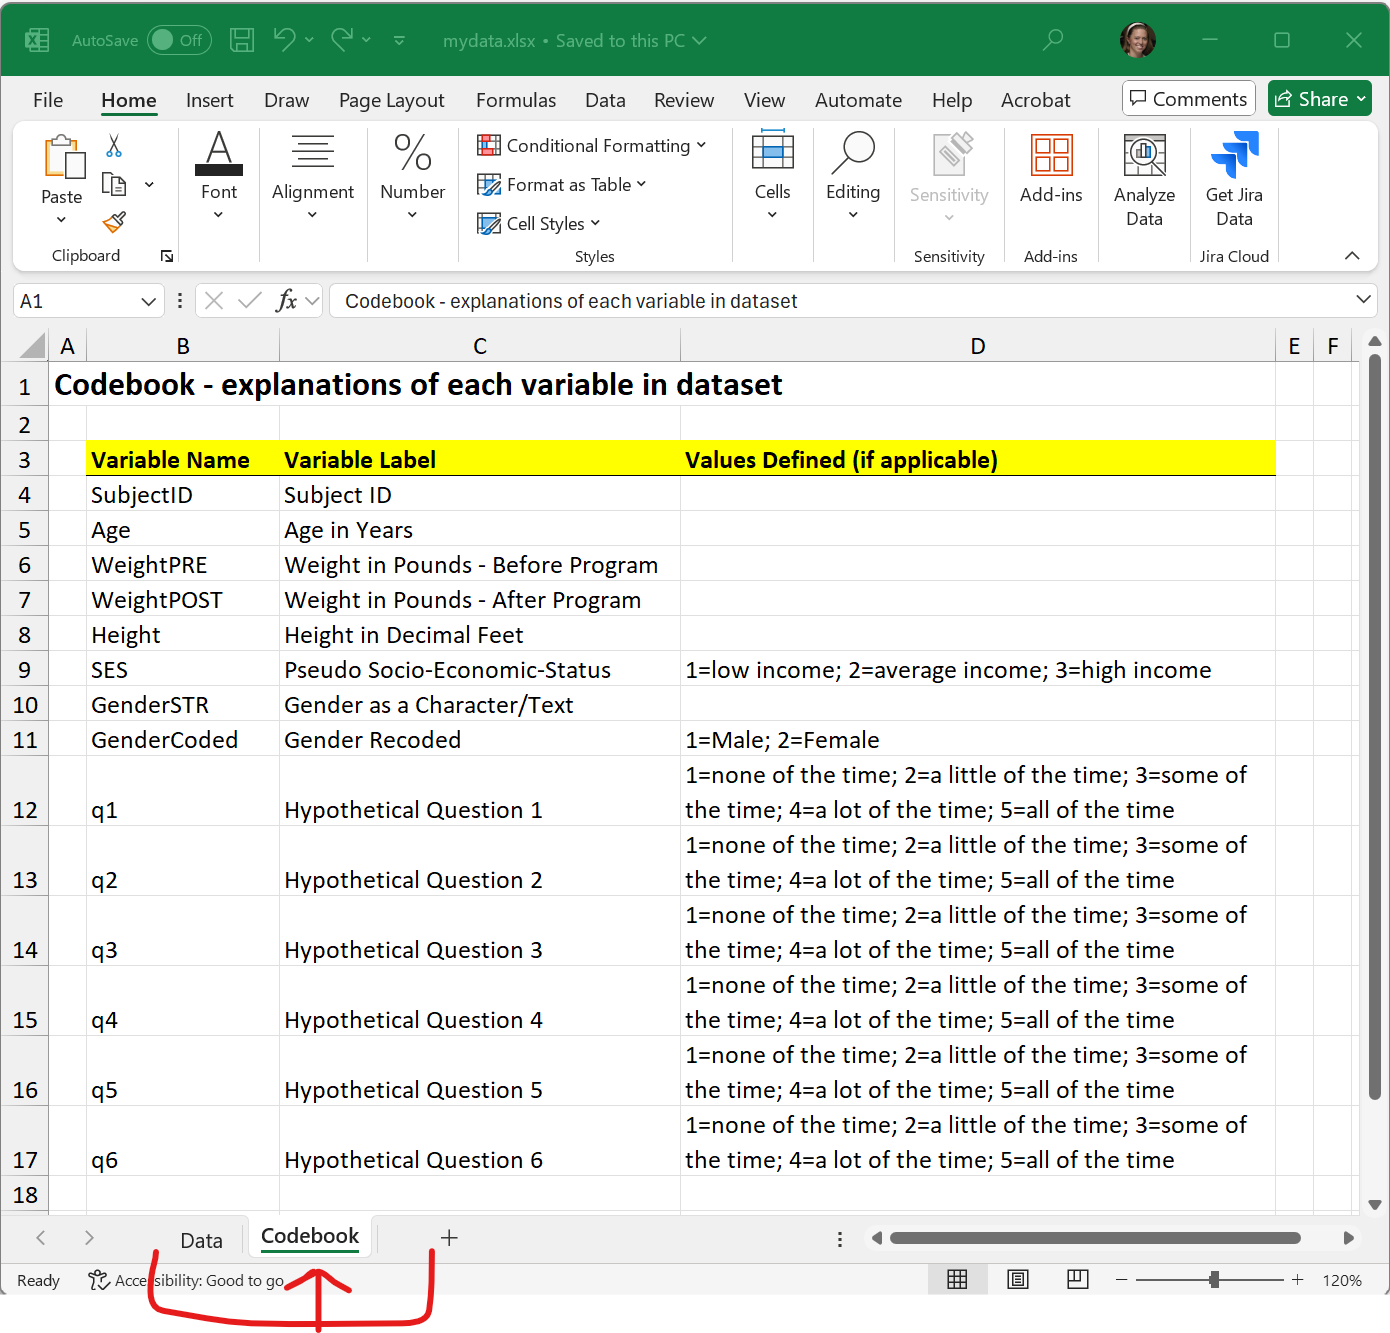 AutoSave Off mydata.xlsx • Saved to this PC
File Home Insert Draw Page Layout Formulas Data Review View Automate Help Acrobat Comments Share
Paste
Clipboard
Font
Alignment
%
Number
Conditional Formatting
Format as Table
Cell Styles
Styles
Cells
Editing
Sensitivity
Sensitivity
Add-ins
Add-ins
Analyze
Data
Get Jira
Data
Jira Cloud
A1 fx Codebook - explanations of each variable in dataset
A B C D E F
1 Codebook - explanations of each variable in dataset
2
3 Variable Name Variable Label Values Defined (if applicable)
4 SubjectID Subject ID
5 Age Age in Years
6 WeightPRE Weight in Pounds - Before Program
7 WeightPOST Weight in Pounds - After Program
8 Height Height in Decimal Feet
9 SES Pseudo Socio-Economic-Status 1=low income; 2=average income; 3=high income
10 GenderSTR Gender as a Character/Text
11 GenderCoded Gender Recoded 1=Male; 2=Female
1=none of the time; 2=a little of the time; 3=some of
12 q1 Hypothetical Question 1 the time; 4=a lot of the time; 5=all of the time
1=none of the time; 2=a little of the time; 3=some of
13 q2 Hypothetical Question 2 the time; 4=a lot of the time; 5=all of the time
1=none of the time; 2=a little of the time; 3=some of
14 q3 Hypothetical Question 3 the time; 4=a lot of the time; 5=all of the time
1=none of the time; 2=a little of the time; 3=some of
15 q4 Hypothetical Question 4 the time; 4=a lot of the time; 5=all of the time
1=none of the time; 2=a little of the time; 3=some of
16 q5 Hypothetical Question 5 the time; 4=a lot of the time; 5=all of the time
1=none of the time; 2=a little of the time; 3=some of
17 q6 Hypothetical Question 6 the time; 4=a lot of the time; 5=all of the time
18
Data Codebook +
Ready Accessibility: Good to go 120%